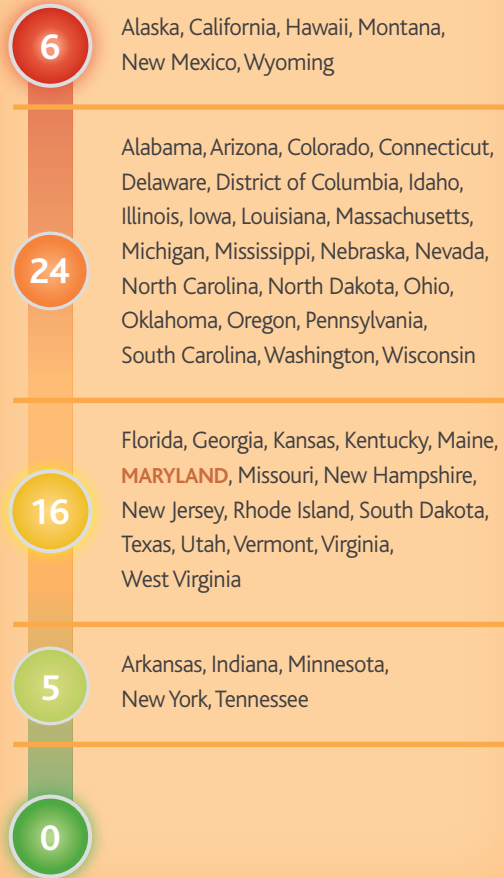 6
Alaska, California, Hawaii, Montana,
New Mexico, Wyoming
24
Alabama, Arizona, Colorado, Connecticut,
Delaware, District of Columbia, Idaho,
Illinois, Iowa, Louisiana, Massachusetts,
Michigan, Mississippi, Nebraska, Nevada,
North Carolina, North Dakota, Ohio,
Oklahoma, Oregon, Pennsylvania,
South Carolina, Washington, Wisconsin
16
Florida, Georgia, Kansas, Kentucky, Maine,
MARYLAND, Missouri, New Hampshire,
New Jersey, Rhode Island, South Dakota,
Texas, Utah, Vermont, Virginia,
West Virginia
5
Arkansas, Indiana, Minnesota,
New York, Tennessee
0